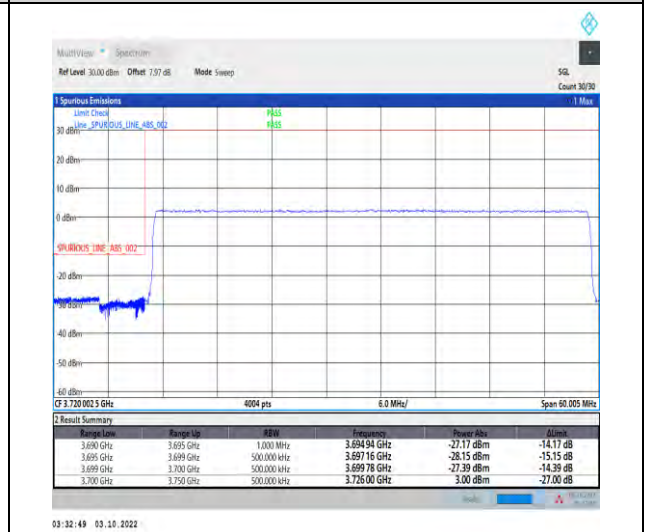 MultiView Spectrum
Ref Level 30.00 dBm Offset 7.97 dB Mode Sweep SGL
Count 30/30
1 Spurious Emissions 1 Max
Limit Check PASS
Line _SPURIOUS_LINE_ABS_002 PASS
30 dBm
20 dBm
10 dBm
0 dBm
SPURIOUS_LINE_ABS_002
-20 dBm
-30 dBm
-40 dBm
-50 dBm
-60 dBm
CF 3.720 002 5 GHz 4004 pts 6.0 MHz/ Span 60.005 MHz
2 Result Summary
Range Low Range Up RBW Frequency Power Abs ΔLimit
3.690 GHz 3.695 GHz 1.000 MHz 3.694 94 GHz -27.17 dBm -14.17 dB
3.695 GHz 3.699 GHz 500.000 kHz 3.697 16 GHz -28.15 dBm -15.15 dB
3.699 GHz 3.700 GHz 500.000 kHz 3.699 78 GHz -27.39 dBm -14.39 dB
3.700 GHz 3.750 GHz 500.000 kHz 3.726 00 GHz 3.00 dBm -27.00 dB
03:32:49 03.10.2022